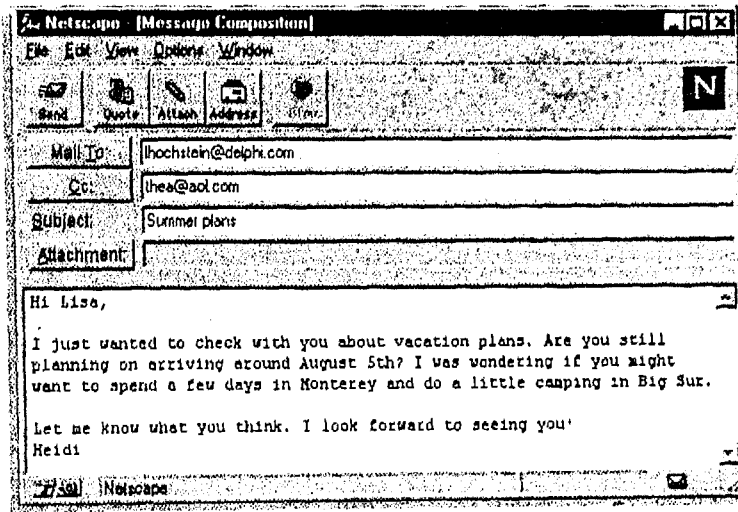 Netscape - [Message Composition]
File Edit View Options Window
Send Quote Attach Address Stop
N
Mail To: lhochstein@delphi.com
Cc: thea@aol.com
Subject: Summer plans
Attachment:
Hi Lisa,
I just wanted to check with you about vacation plans. Are you still
planning on arriving around August 5th? I was wondering if you might
want to spend a few days in Monterey and do a little camping in Big Sur.
Let me know what you think. I look forward to seeing you!
Heidi
Netscape